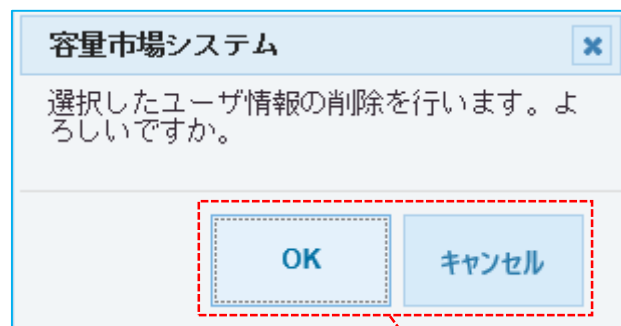 容量市場システム
選択したユーザ情報の削除を行います。よ
ろしいですか。
OK
キャンセル